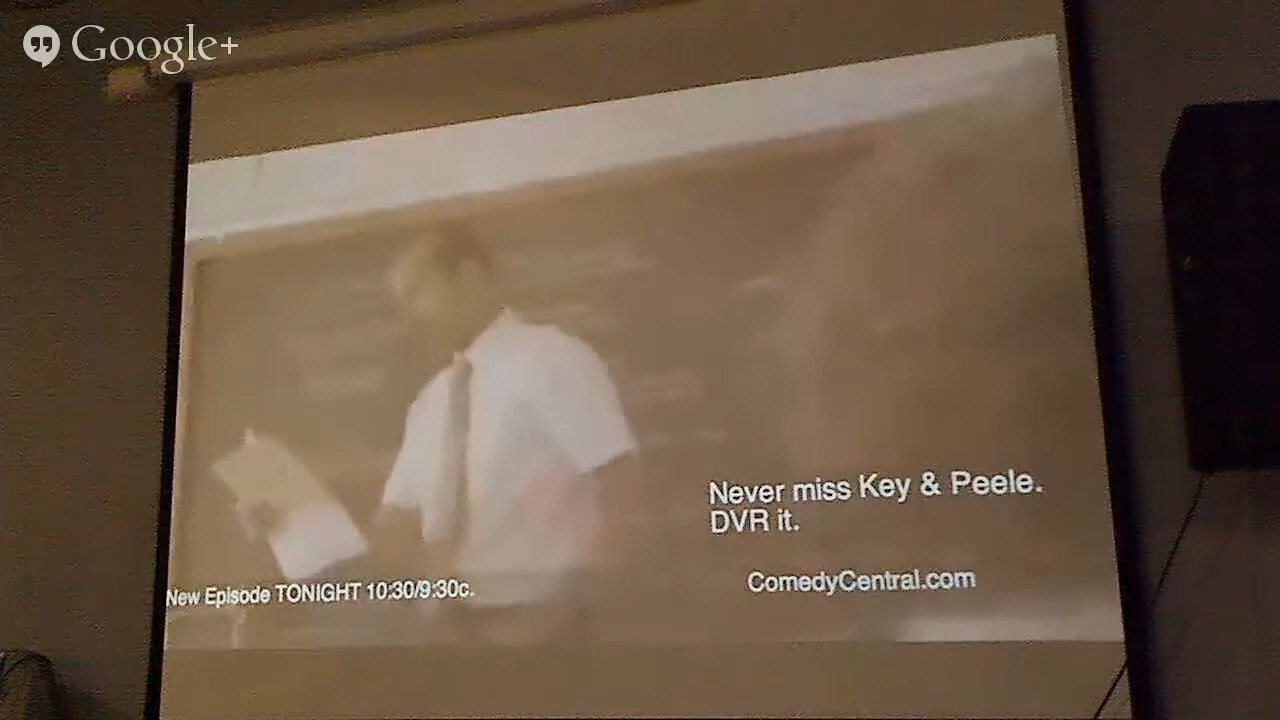 Google+
Never miss Key & Peele.
DVR it.
New Episode TONIGHT 10:30/9:30c.
ComedyCentral.com